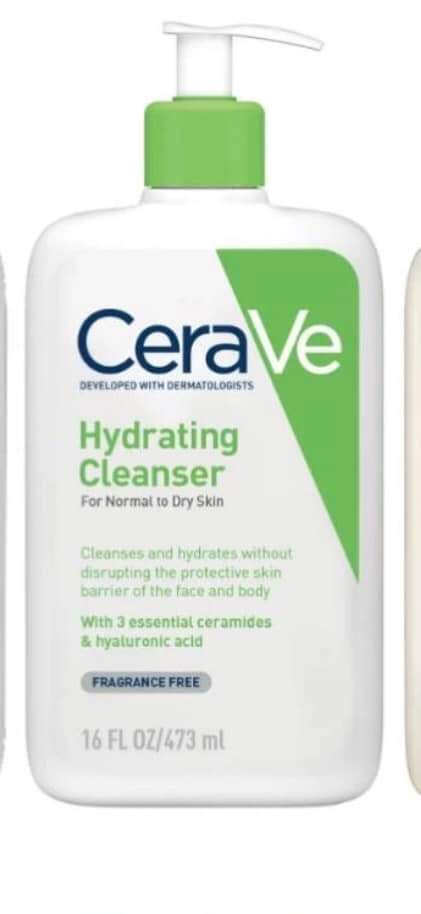 CeraVe
DEVELOPED WITH DERMATOLOGISTS
Hydrating
Cleanser
For Normal to Dry Skin
Cleanses and hydrates without
disrupting the protective skin
barrier of the face and body
With 3 essential ceramides
& hyaluronic acid
FRAGRANCE FREE
16 FL OZ/473 ml